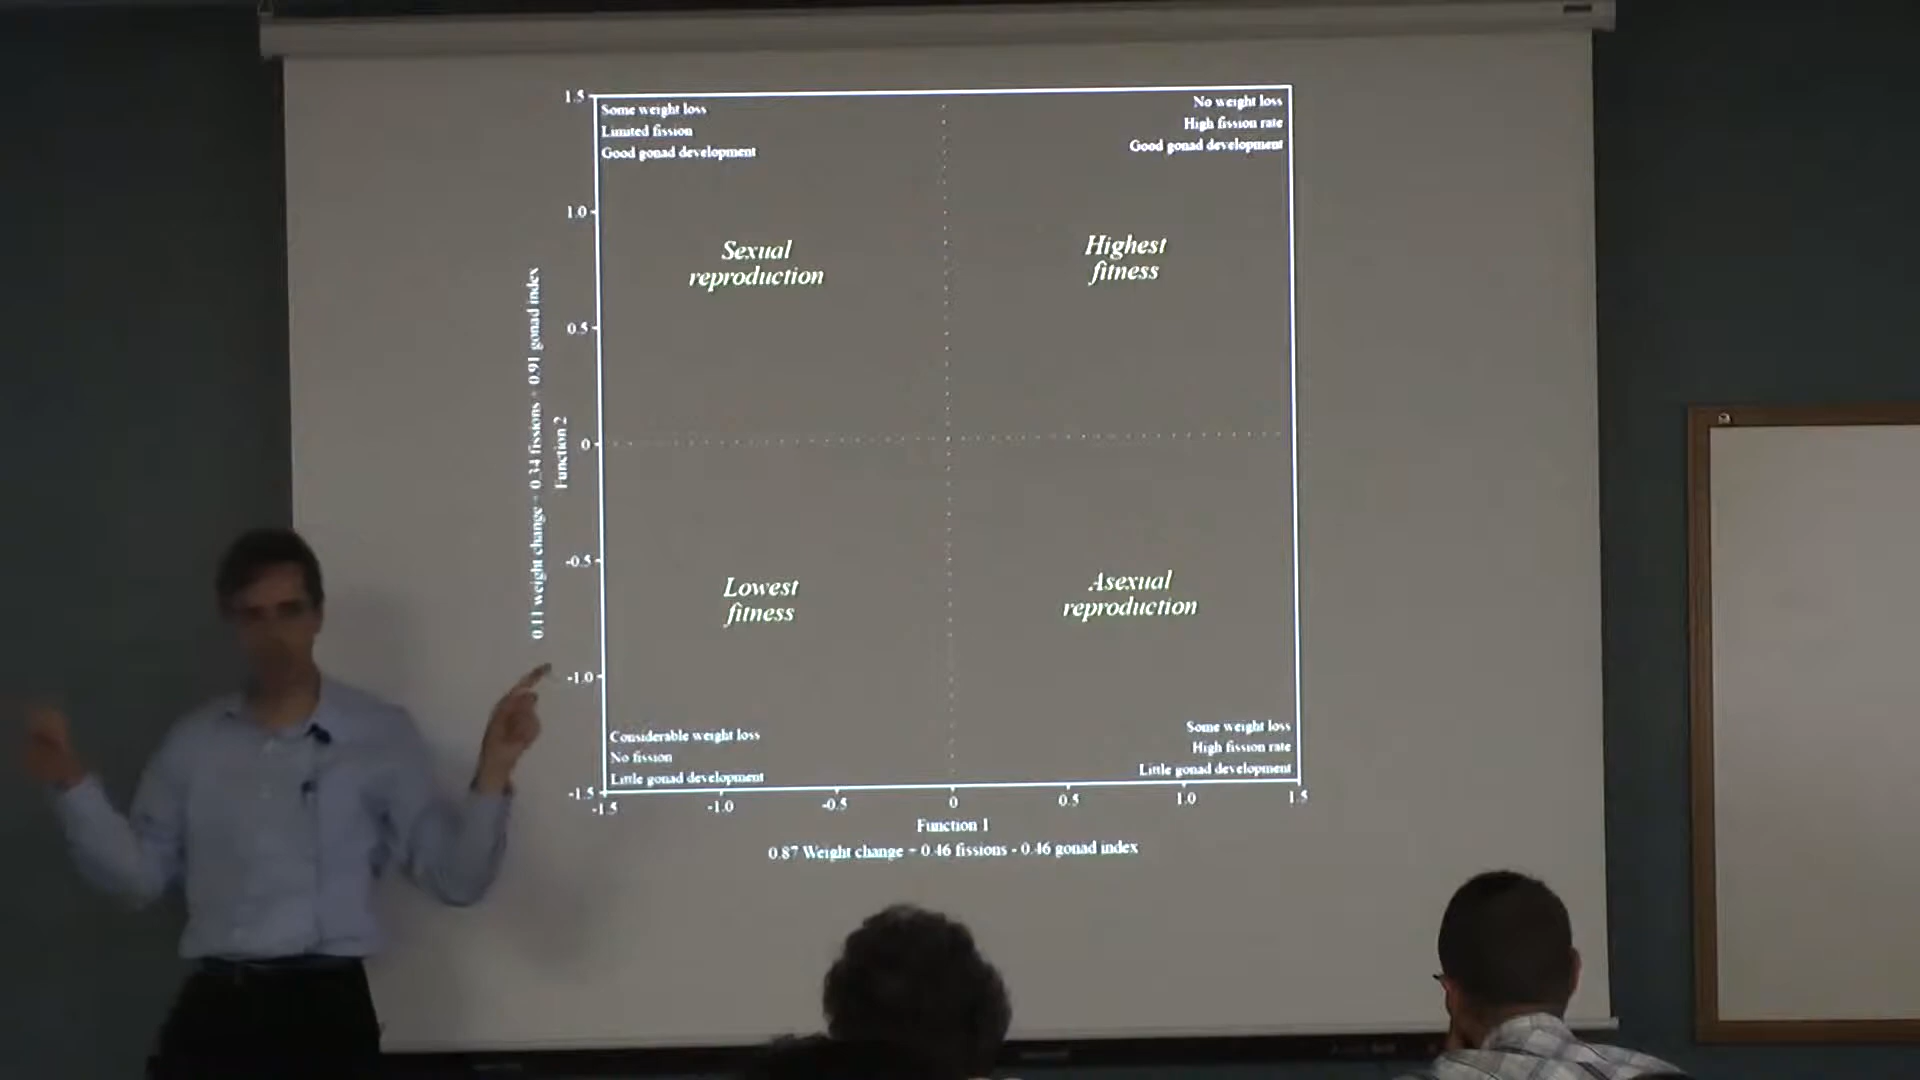 1.5
Some weight loss
Limited fission
Good gonad development
No weight loss
High fission rate
Good gonad development
1.0
Sexual
reproduction
Highest
fitness
0.5
0
-0.5
-1.0
-1.5
0.11 weight change 0.34 fissions 0.91 gonad index
Function 2
Lowest
fitness
Asexual
reproduction
Considerable weight loss
No fission
Little gonad development
Some weight loss
High fission rate
Little gonad development
-1.5 -1.0 -0.5 0 0.5 1.0 1.5
Function 1
0.87 Weight change 0.46 fissions - 0.46 gonad index